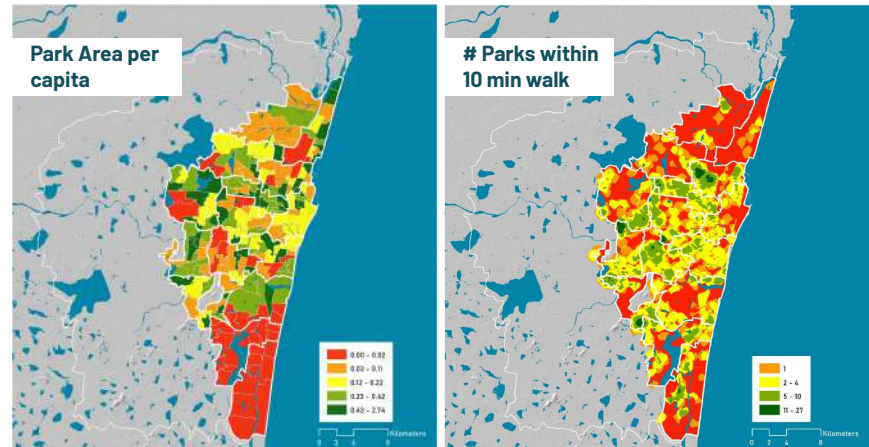 Park Area per
capita
0.00 - 0.02
0.03 - 0.11
0.12 - 0.22
0.23 - 0.42
0.43 - 2.74
Kilometers
0 2 4 8
# Parks within
10 min walk
1
2 - 4
5 - 10
11 - 27
Kilometers
0 2 4 8